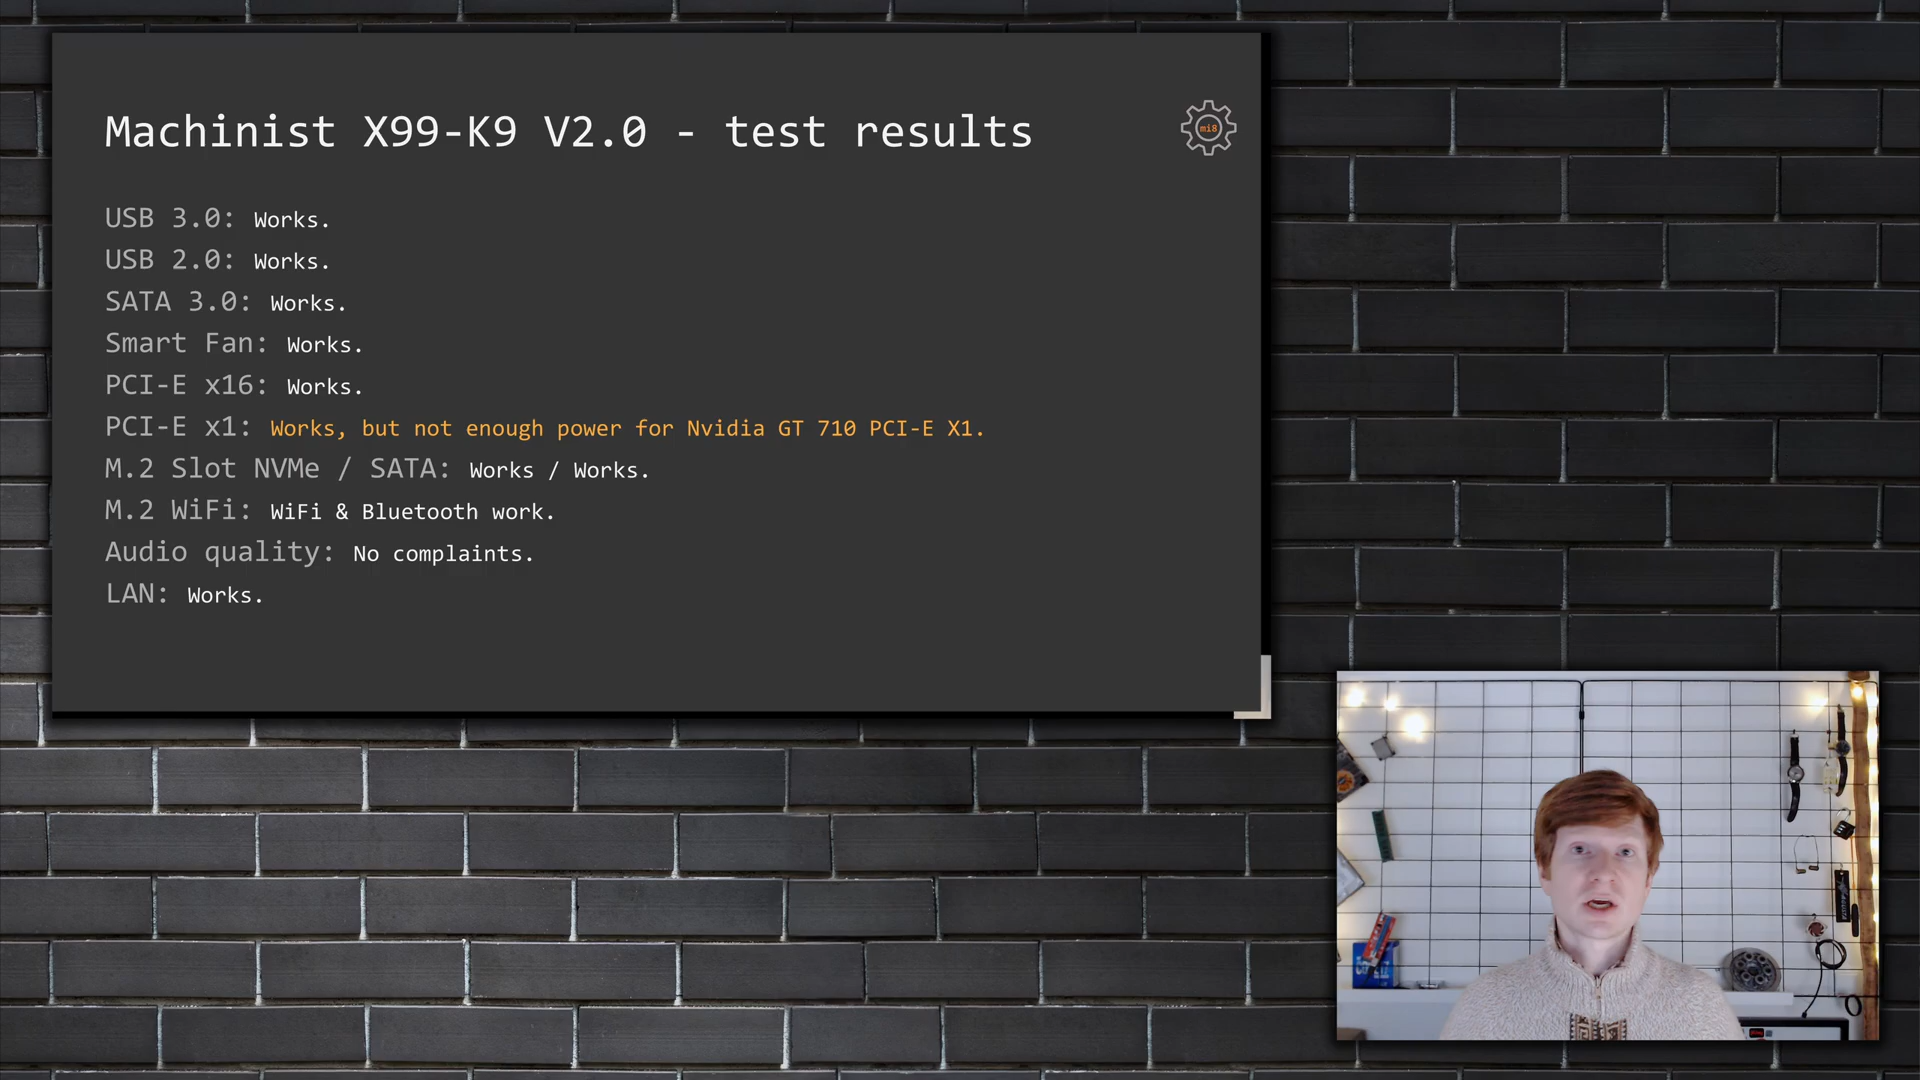 Machinist X99-K9 V2.0 - test results
mi8
USB 3.0: Works.
USB 2.0: Works.
SATA 3.0: Works.
Smart Fan: Works.
PCI-E x16: Works.
PCI-E x1: Works, but not enough power for Nvidia GT 710 PCI-E X1.
M.2 Slot NVMe / SATA: Works / Works.
M.2 WiFi: WiFi & Bluetooth work.
Audio quality: No complaints.
LAN: Works.